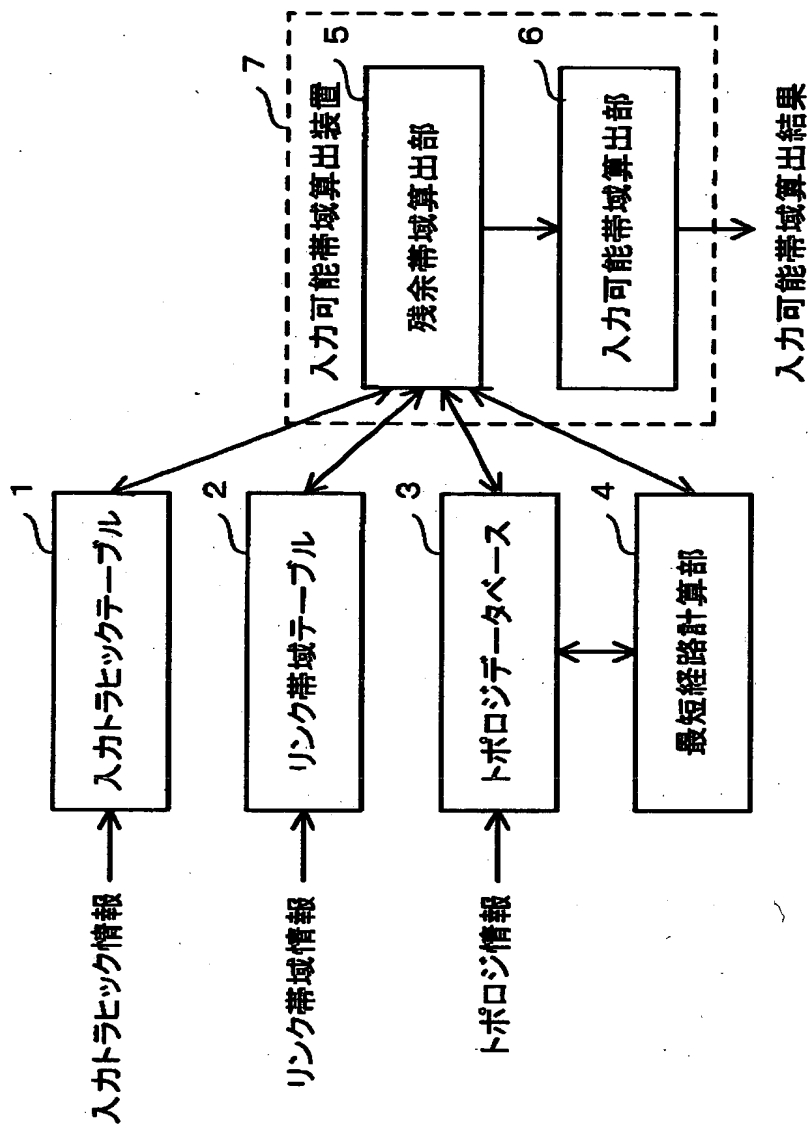 入力トラヒック情報
1
入力トラヒックテーブル
リンク帯域情報
2
リンク帯域テーブル
トポロジ情報
3
トポロジデータベース
4
最短経路計算部
7
入力可能帯域算出装置
5
残余帯域算出部
6
入力可能帯域算出部
入力可能帯域算出結果